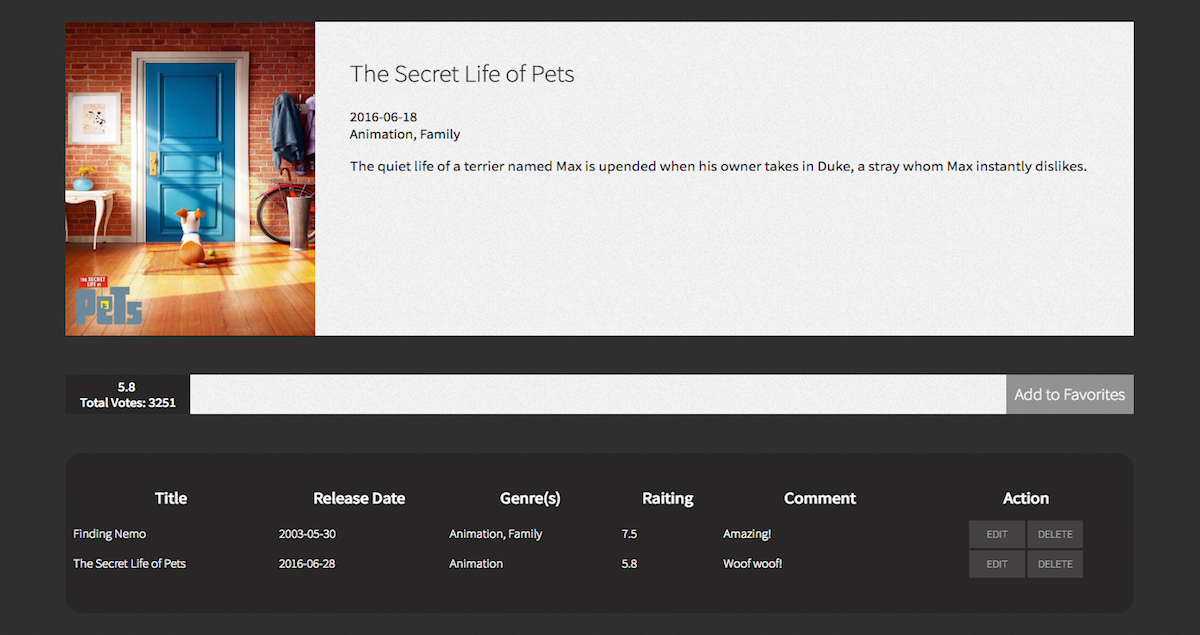 The Secret Life of Pets
2016-06-18
Animation, Family
The quiet life of a terrier named Max is upended when his owner takes in Duke, a stray whom Max instantly dislikes.
THE SECRET
LIFE OF
PeTs
5.8
Total Votes: 3251
Add to Favorites
Title Release Date Genre(s) Raiting Comment Action
Finding Nemo 2003-05-30 Animation, Family 7.5 Amazing! EDIT DELETE
The Secret Life of Pets 2016-06-28 Animation 5.8 Woof woof! EDIT DELETE